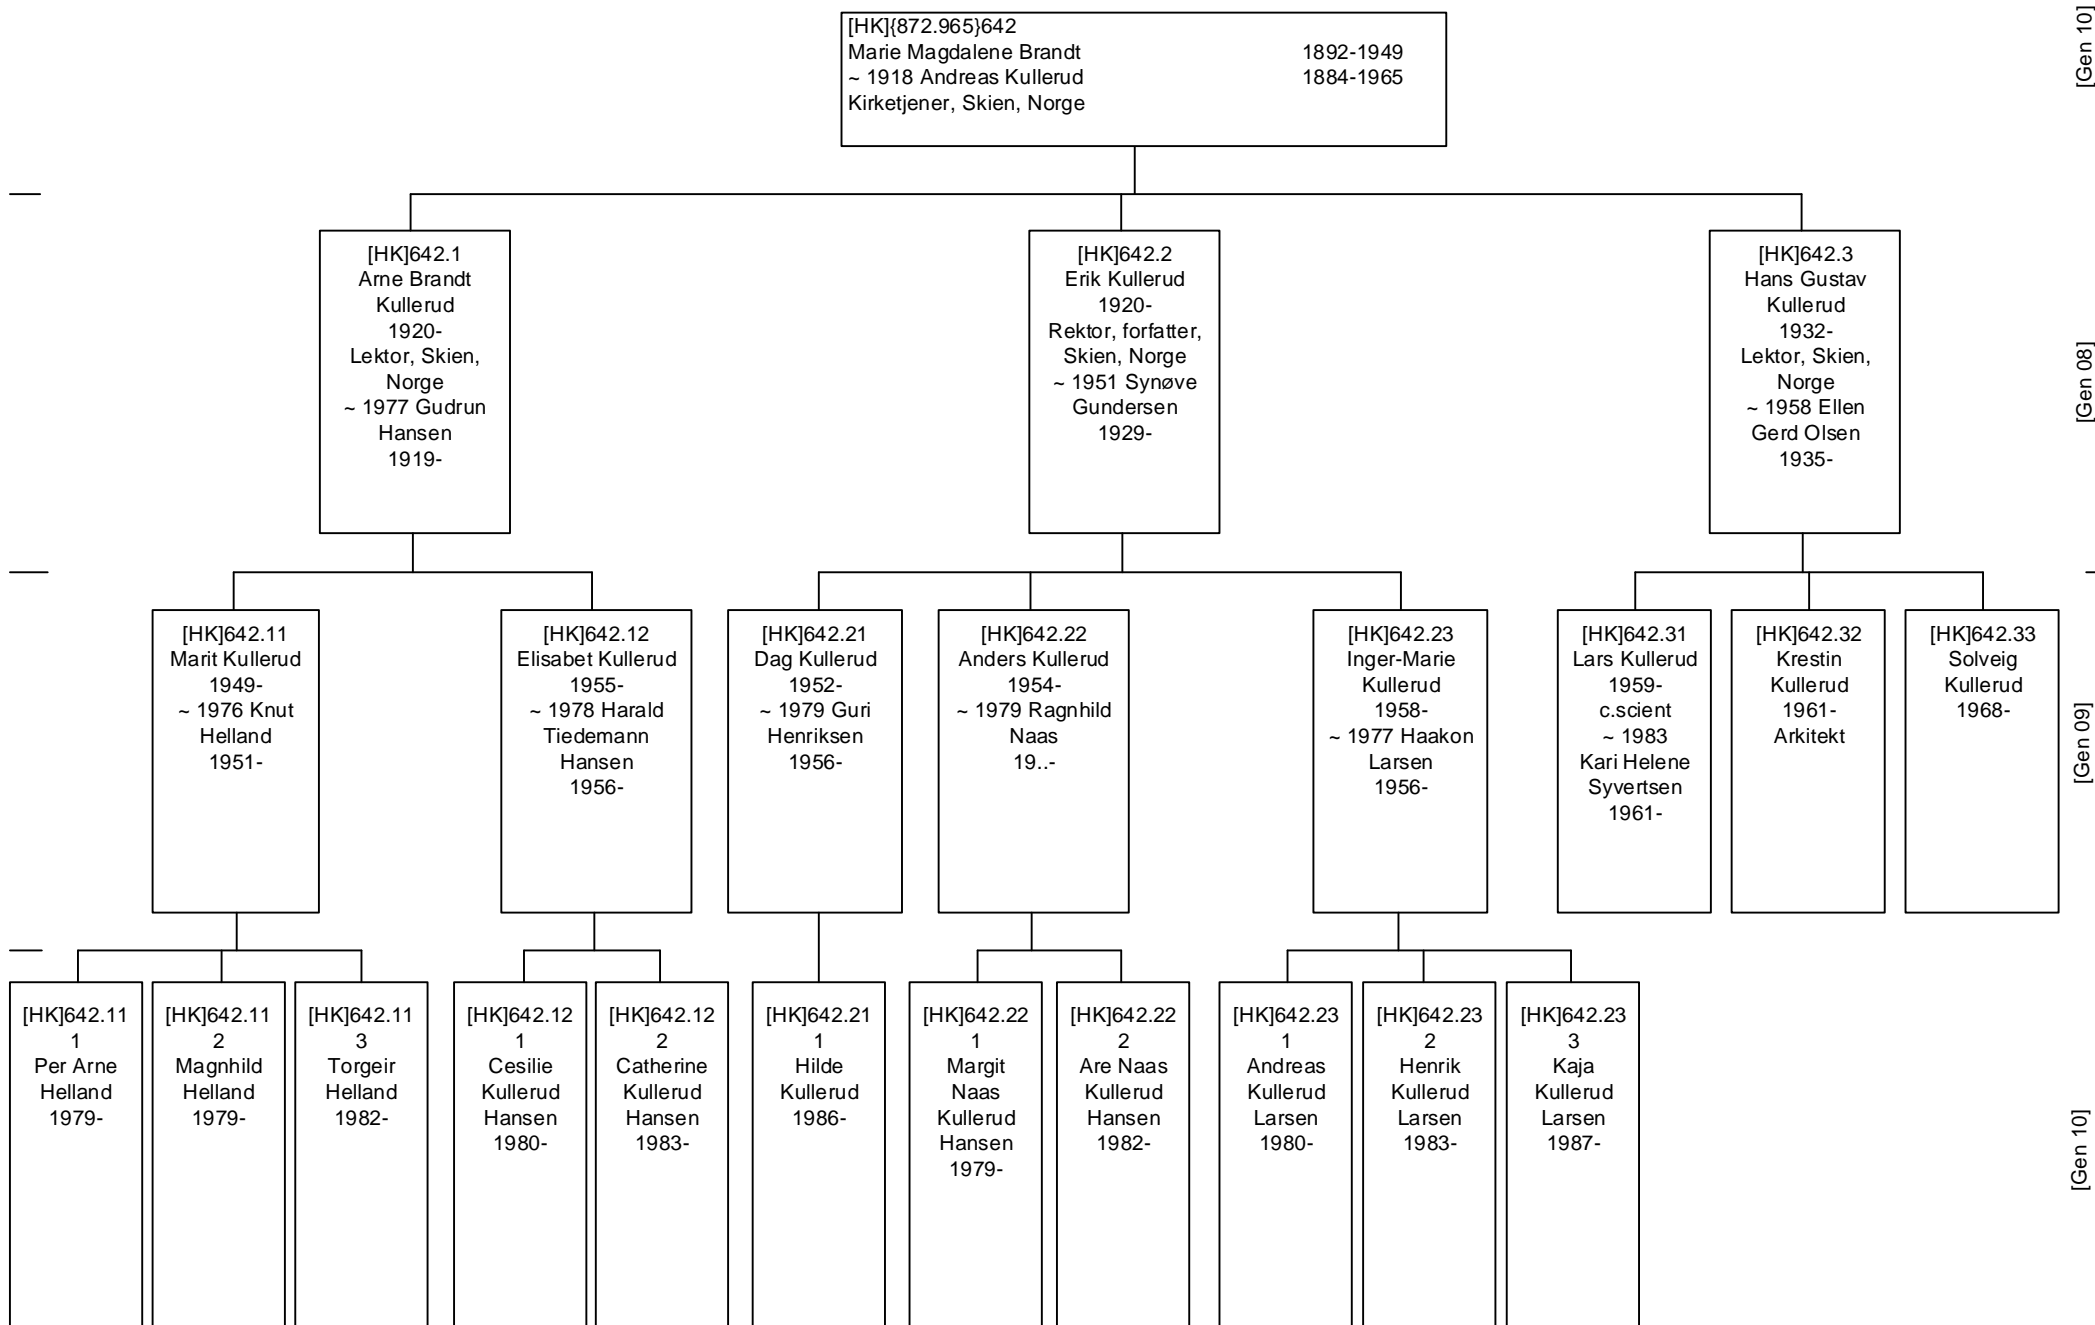 [HK]{872.965}642
Marie Magdalene Brandt 1892-1949
~ 1918 Andreas Kullerud 1884-1965
Kirketjener, Skien, Norge
[Gen 10]
[HK]642.1
Arne Brandt
Kullerud
1920-
Lektor, Skien,
Norge
~ 1977 Gudrun
Hansen
1919-
[HK]642.2
Erik Kullerud
1920-
Rektor, forfatter,
Skien, Norge
~ 1951 Synøve
Gundersen
1929-
[HK]642.3
Hans Gustav
Kullerud
1932-
Lektor, Skien,
Norge
~ 1958 Ellen
Gerd Olsen
1935-
[Gen 08]
[HK]642.11
Marit Kullerud
1949-
~ 1976 Knut
Helland
1951-
[HK]642.12
Elisabet Kullerud
1955-
~ 1978 Harald
Tiedemann
Hansen
1956-
[HK]642.21
Dag Kullerud
1952-
~ 1979 Guri
Henriksen
1956-
[HK]642.22
Anders Kullerud
1954-
~ 1979 Ragnhild
Naas
19..-
[HK]642.23
Inger-Marie
Kullerud
1958-
~ 1977 Haakon
Larsen
1956-
[HK]642.31
Lars Kullerud
1959-
c.scient
~ 1983
Kari Helene
Syvertsen
1961-
[HK]642.32
Krestin
Kullerud
1961-
Arkitekt
[HK]642.33
Solveig
Kullerud
1968-
[Gen 09]
[HK]642.11
1
Per Arne
Helland
1979-
[HK]642.11
2
Magnhild
Helland
1979-
[HK]642.11
3
Torgeir
Helland
1982-
[HK]642.12
1
Cesilie
Kullerud
Hansen
1980-
[HK]642.12
2
Catherine
Kullerud
Hansen
1983-
[HK]642.21
1
Hilde
Kullerud
1986-
[HK]642.22
1
Margit
Naas
Kullerud
Hansen
1979-
[HK]642.22
2
Are Naas
Kullerud
Hansen
1982-
[HK]642.23
1
Andreas
Kullerud
Larsen
1980-
[HK]642.23
2
Henrik
Kullerud
Larsen
1983-
[HK]642.23
3
Kaja
Kullerud
Larsen
1987-
[Gen 10]